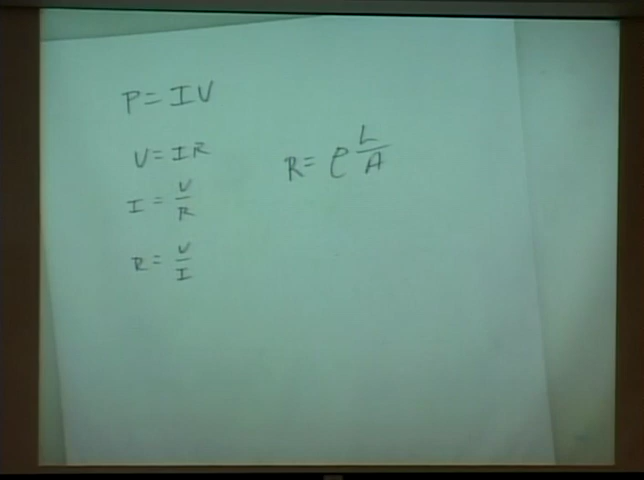 P = IV
V = IR
I = V/R
R = V/I
R = ρ L/A